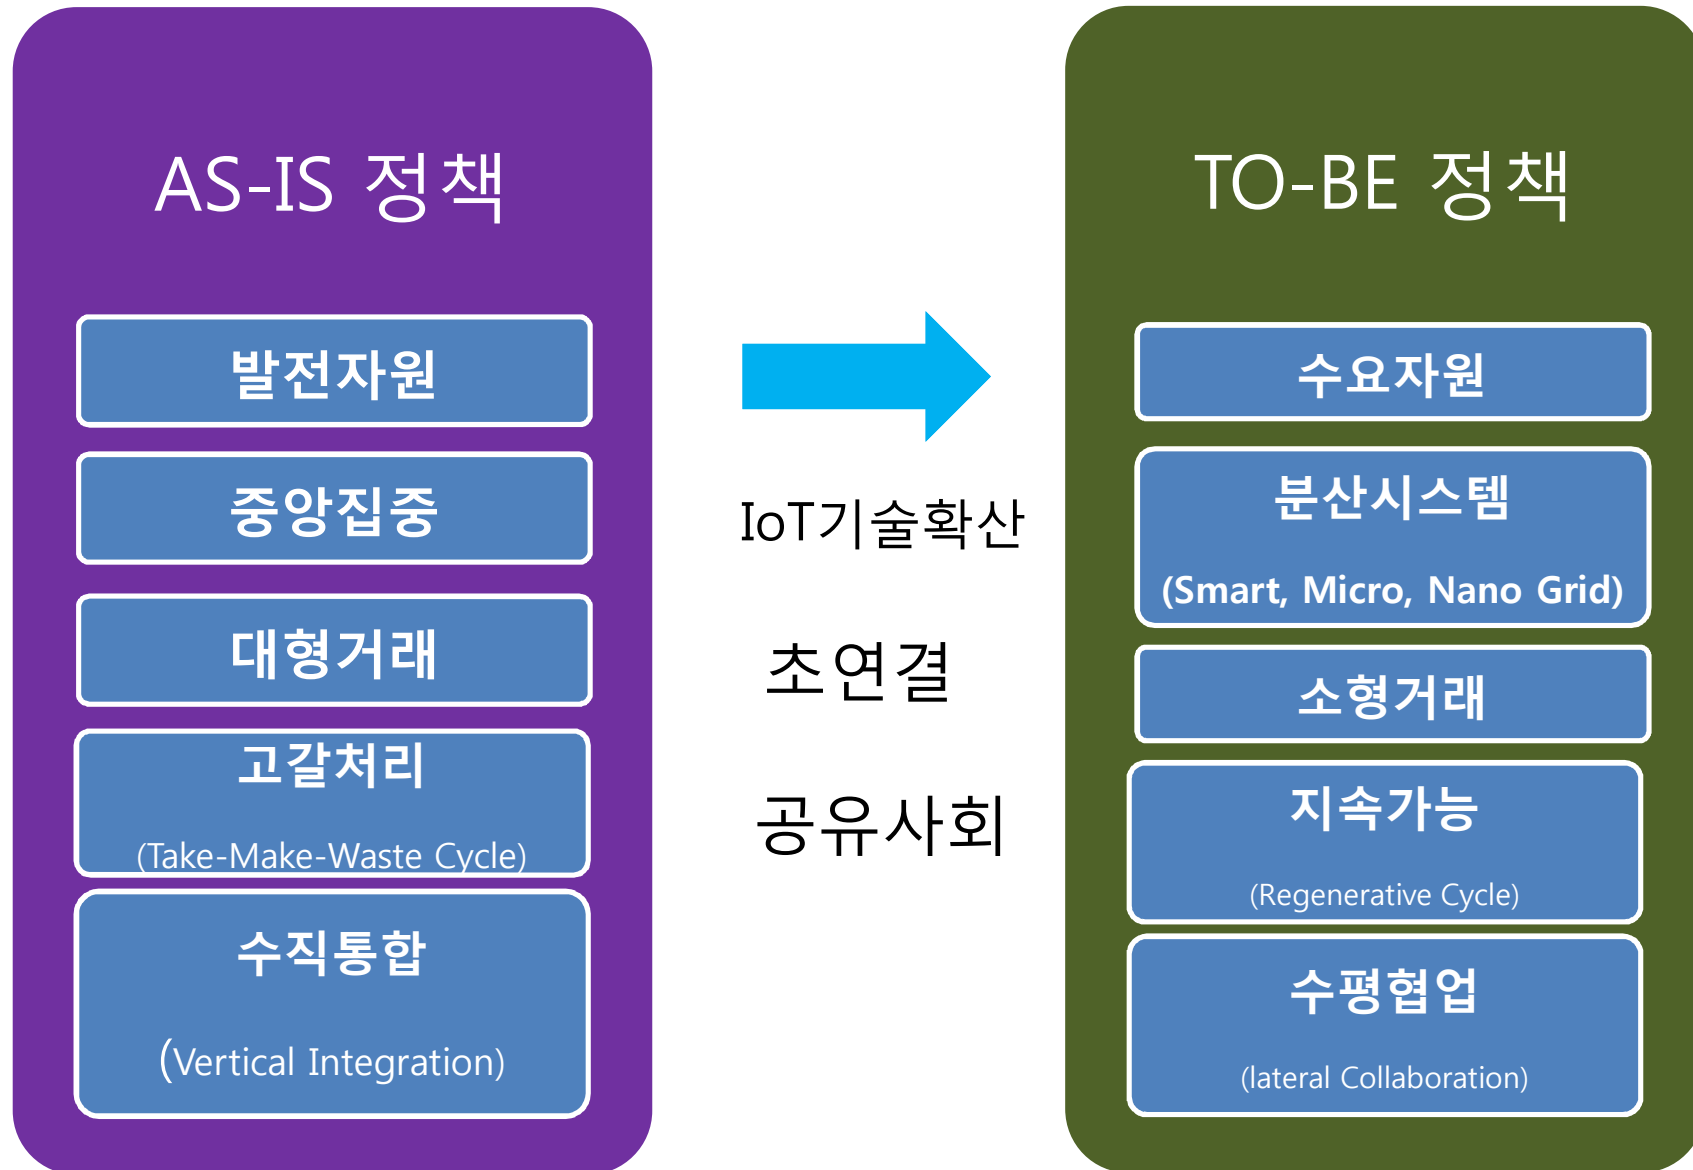 AS-IS 정책
발전자원
중앙집중
대형거래
고갈처리
(Take-Make-Waste Cycle)
수직통합
(Vertical Integration)
IoT기술확산
초연결
공유사회
TO-BE 정책
수요자원
분산시스템
(Smart, Micro, Nano Grid)
소형거래
지속가능
(Regenerative Cycle)
수평협업
(lateral Collaboration)